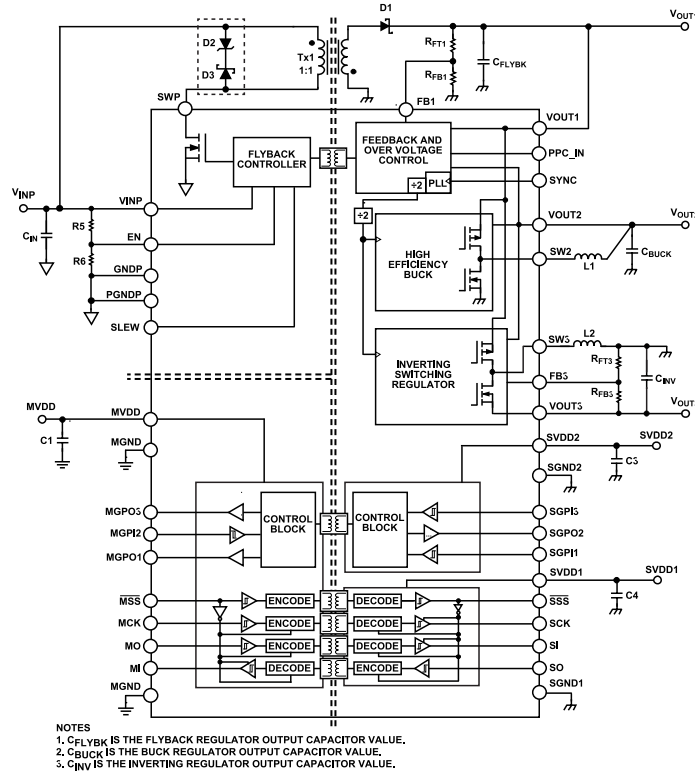 D1
VOUT1
D2
D3
Tx1
1:1
RFT1
RFB1
CFLYBK
SWP
FB1
VOUT1
FLYBACK
CONTROLLER
FEEDBACK AND
OVER VOLTAGE
CONTROL
PPC_IN
÷2
PLL
SYNC
VINP
VINP
CIN
R5
EN
R6
GNDP
PGNDP
SLEW
÷2
HIGH
EFFICIENCY
BUCK
VOUT2
VOUT2
SW2
L1
CBUCK
INVERTING
SWITCHING
REGULATOR
SW3
L2
RFT3
FB3
RFB3
CINV
VOUT3
VOUT3
MVDD
MVDD
C1
MGND
SVDD2
SVDD2
C3
SGND2
MGPO3
MGPI2
MGPO1
CONTROL
BLOCK
CONTROL
BLOCK
SGPI3
SGPO2
SGPI1
SVDD1
SVDD1
C4
MSS
ENCODE
DECODE
SSS
MCK
ENCODE
DECODE
SCK
MO
ENCODE
DECODE
SI
MI
DECODE
ENCODE
SO
MGND
SGND1
NOTES
1. CFLYBK IS THE FLYBACK REGULATOR OUTPUT CAPACITOR VALUE.
2. CBUCK IS THE BUCK REGULATOR OUTPUT CAPACITOR VALUE.
3. CINV IS THE INVERTING REGULATOR OUTPUT CAPACITOR VALUE.